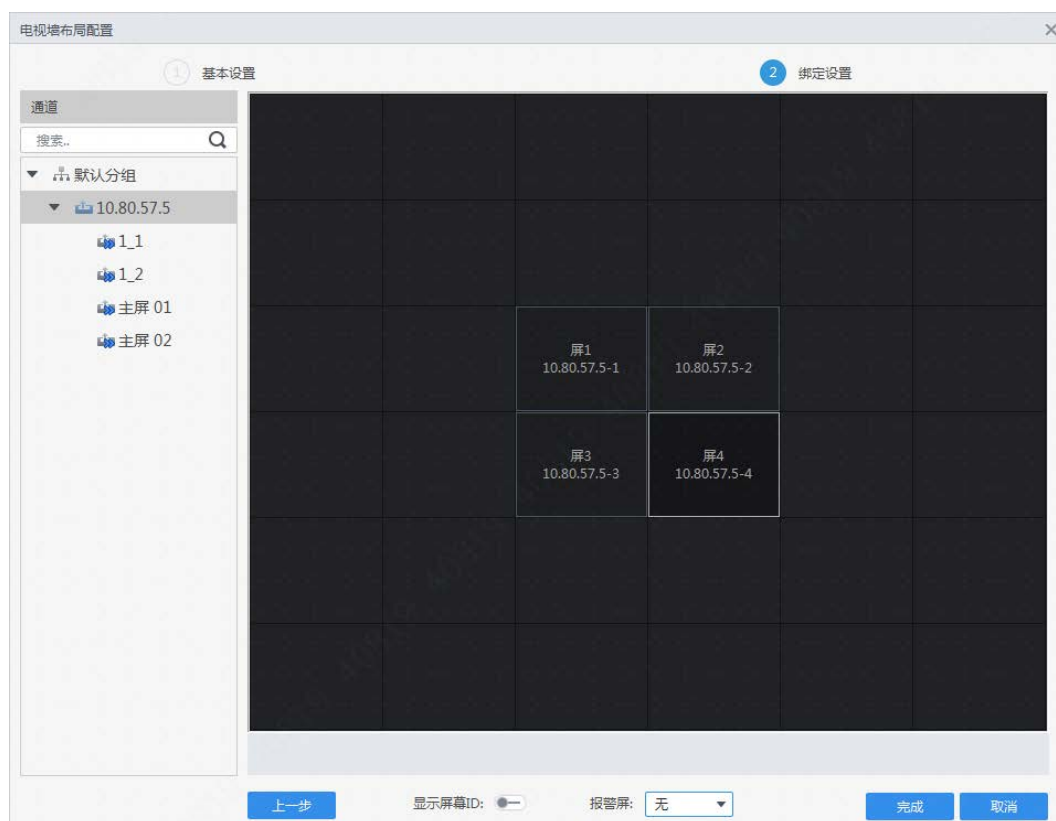 电视墙布局配置
1 基本设置
2 绑定设置
通道
搜索..
默认分组
10.80.57.5
1_1
1_2
主屏 01
主屏 02
屏1
10.80.57.5-1
屏2
10.80.57.5-2
屏3
10.80.57.5-3
屏4
10.80.57.5-4
上一步
显示屏幕ID:
报警屏: 无
完成
取消